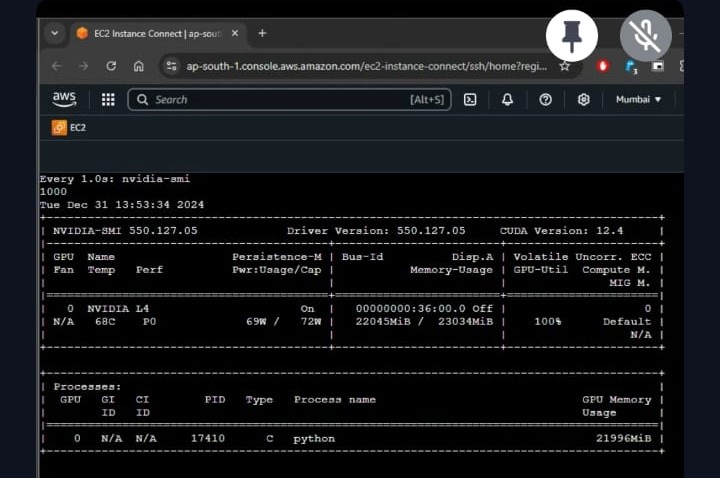 EC2 Instance Connect | ap-sout
ap-south-1.console.aws.amazon.com/ec2-instance-connect/ssh/home?regi...
3
aws
Search [Alt+S]
Mumbai
EC2
Every 1.0s: nvidia-smi
1000
Tue Dec 31 13:53:34 2024
NVIDIA-SMI 550.127.05 Driver Version: 550.127.05 CUDA Version: 12.4
GPU Name Persistence-M | Bus-Id Disp.A | Volatile Uncorr. ECC
Fan Temp Perf Pwr:Usage/Cap | Memory-Usage | GPU-Util Compute M.
MIG M.
0 NVIDIA L4 On | 00000000:36:00.0 Off | 0
N/A 68C P0 69W / 72W | 22045MiB / 23034MiB | 100% Default
N/A
Processes:
GPU GI CI PID Type Process name GPU Memory
ID ID Usage
0 N/A N/A 17410 C python 21996MiB